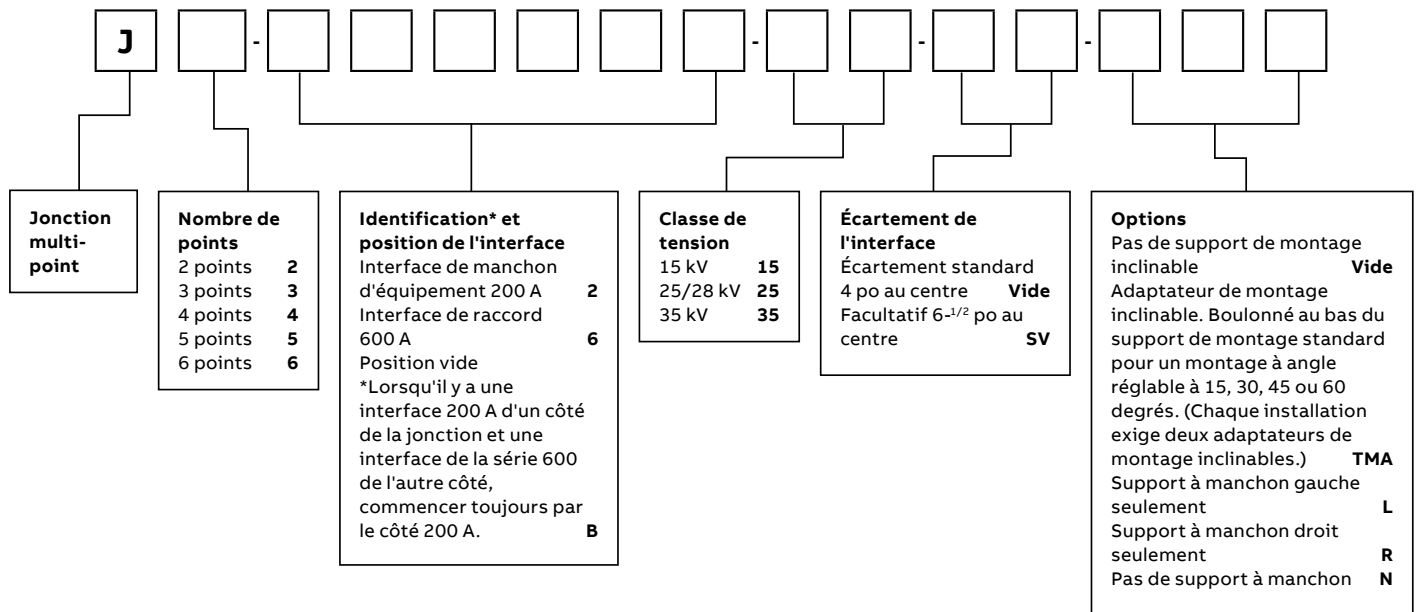 J - - - -
Jonction
multi-
point
Nombre de
points
2 points 2
3 points 3
4 points 4
5 points 5
6 points 6
Identification* et
position de l'interface
Interface de manchon
d'équipement 200 A 2
Interface de raccord
600 A 6
Position vide
*Lorsqu'il y a une
interface 200 A d'un côté
de la jonction et une
interface de la série 600
de l'autre côté,
commencer toujours par
le côté 200 A. B
Classe de
tension
15 kV 15
25/28 kV 25
35 kV 35
Écartement de
l'interface
Écartement standard
4 po au centre Vide
Facultatif 6-1/2 po au
centre SV
Options
Pas de support de montage
inclinable Vide
Adaptateur de montage
inclinable. Boulonné au bas du
support de montage standard
pour un montage à angle
réglable à 15, 30, 45 ou 60
degrés. (Chaque installation
exige deux adaptateurs de
montage inclinables.) TMA
Support à manchon gauche
seulement L
Support à manchon droit
seulement R
Pas de support à manchon N